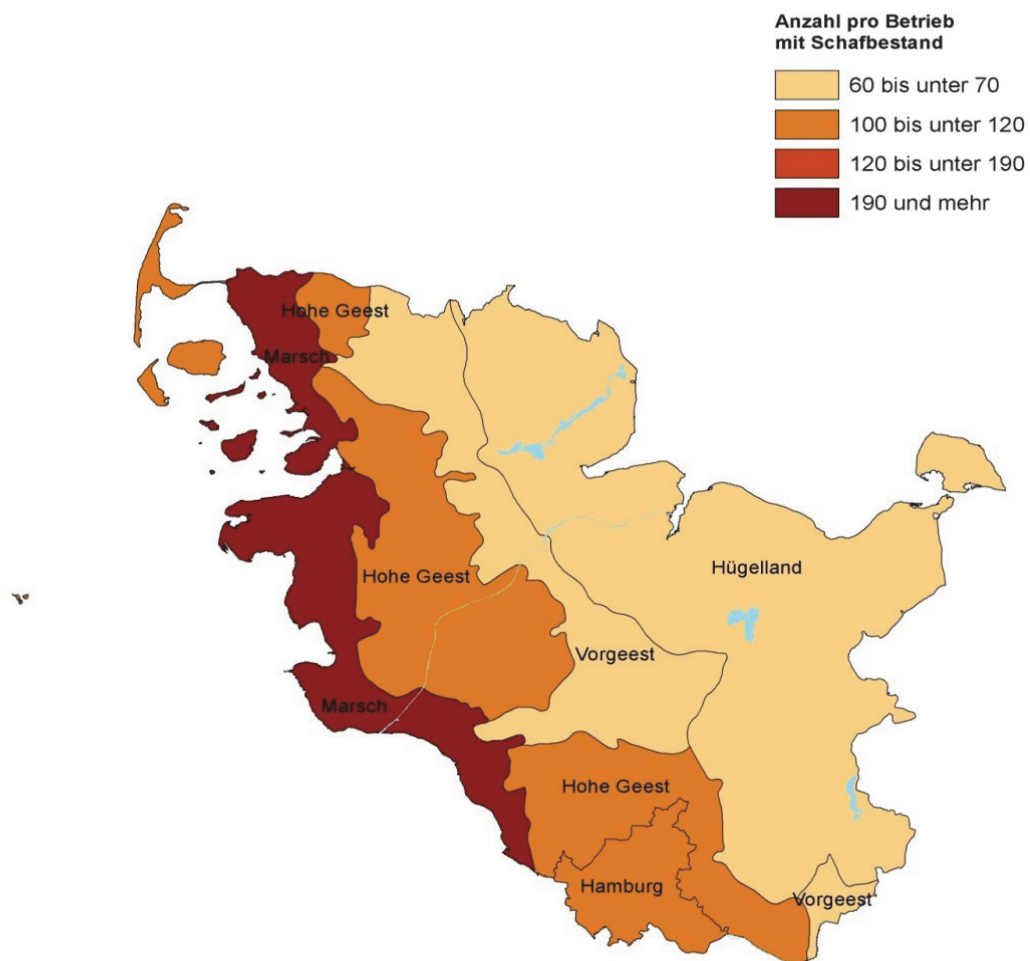 Anzahl pro Betrieb
mit Schafbestand
60 bis unter 70
100 bis unter 120
120 bis unter 190
190 und mehr
Hohe Geest
Marsch
Hügelland
Hohe Geest
Vorgeest
Marsch
Hohe Geest
Hamburg
Vorgeest